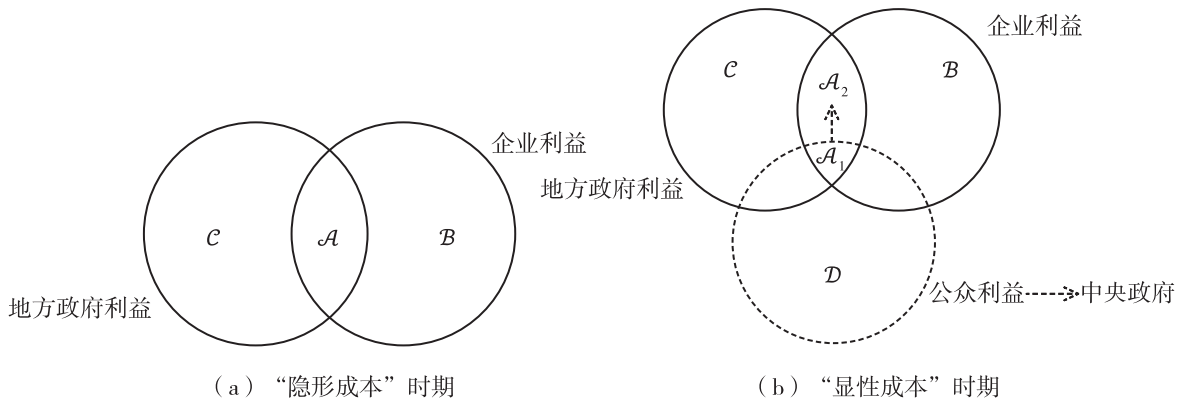 企业利益
𝒞
𝒜
ℬ
地方政府利益
（a）“隐形成本”时期
企业利益
𝒞
𝒜2
ℬ
𝒜1
地方政府利益
𝒟
公众利益
中央政府
（b）“显性成本”时期